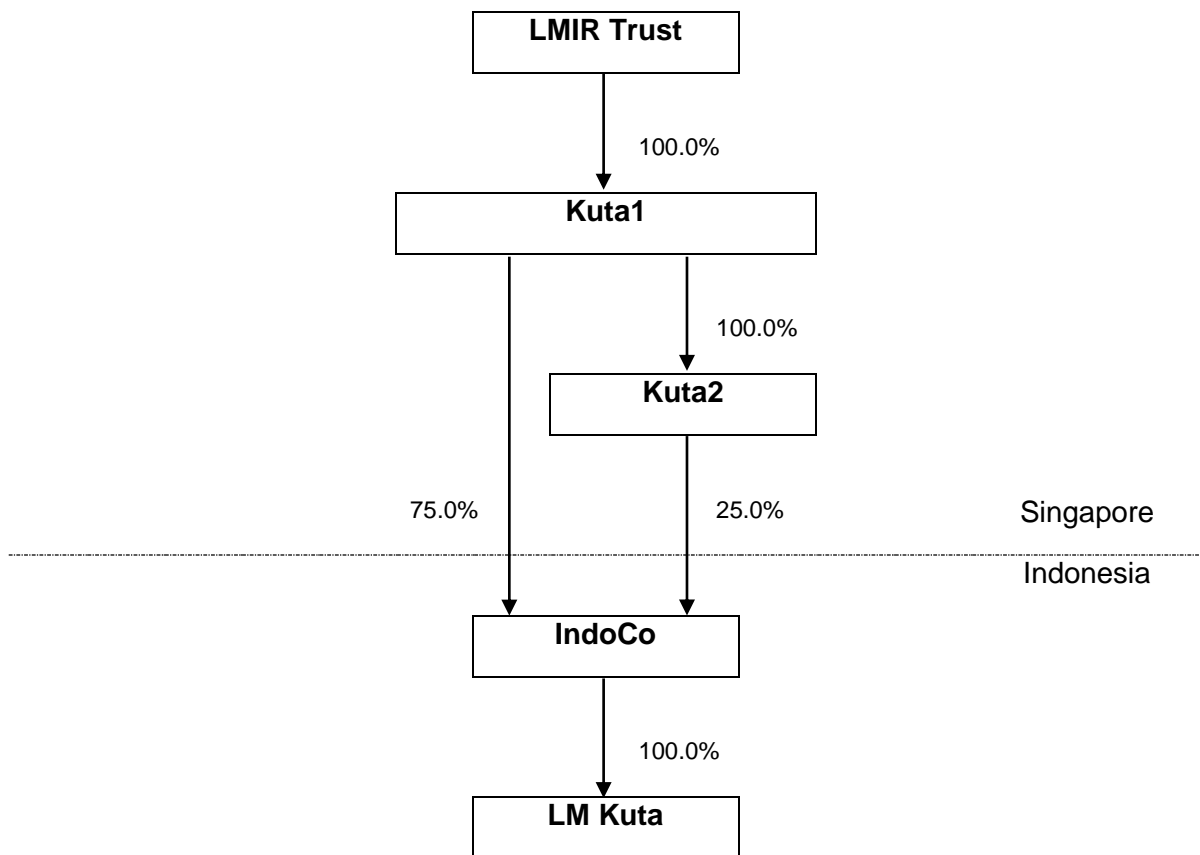 LMIR Trust
100.0%
Kuta1
100.0%
Kuta2
75.0%
25.0%
Singapore
Indonesia
IndoCo
100.0%
LM Kuta